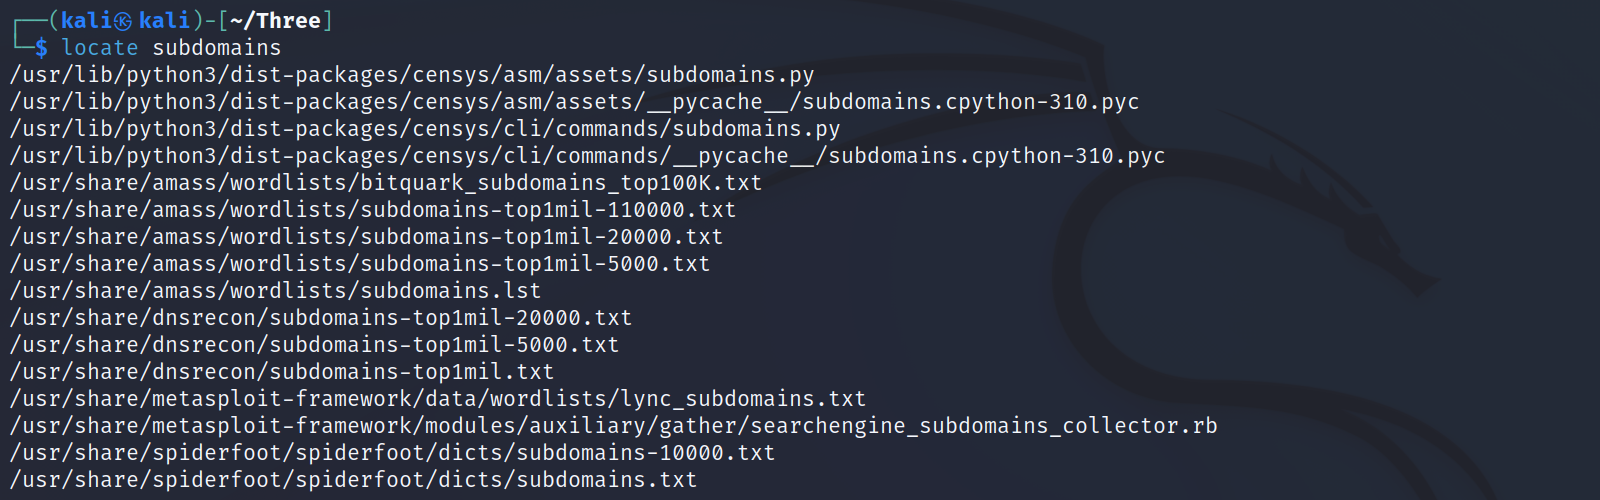 ┌──(kali㉿kali)-[~/Three]
└─$ locate subdomains
/usr/lib/python3/dist-packages/censys/asm/assets/subdomains.py
/usr/lib/python3/dist-packages/censys/asm/assets/__pycache__/subdomains.cpython-310.pyc
/usr/lib/python3/dist-packages/censys/cli/commands/subdomains.py
/usr/lib/python3/dist-packages/censys/cli/commands/__pycache__/subdomains.cpython-310.pyc
/usr/share/amass/wordlists/bitquark_subdomains_top100K.txt
/usr/share/amass/wordlists/subdomains-top1mil-110000.txt
/usr/share/amass/wordlists/subdomains-top1mil-20000.txt
/usr/share/amass/wordlists/subdomains-top1mil-5000.txt
/usr/share/amass/wordlists/subdomains.lst
/usr/share/dnsrecon/subdomains-top1mil-20000.txt
/usr/share/dnsrecon/subdomains-top1mil-5000.txt
/usr/share/dnsrecon/subdomains-top1mil.txt
/usr/share/metasploit-framework/data/wordlists/lync_subdomains.txt
/usr/share/metasploit-framework/modules/auxiliary/gather/searchengine_subdomains_collector.rb
/usr/share/spiderfoot/spiderfoot/dicts/subdomains-10000.txt
/usr/share/spiderfoot/spiderfoot/dicts/subdomains.txt